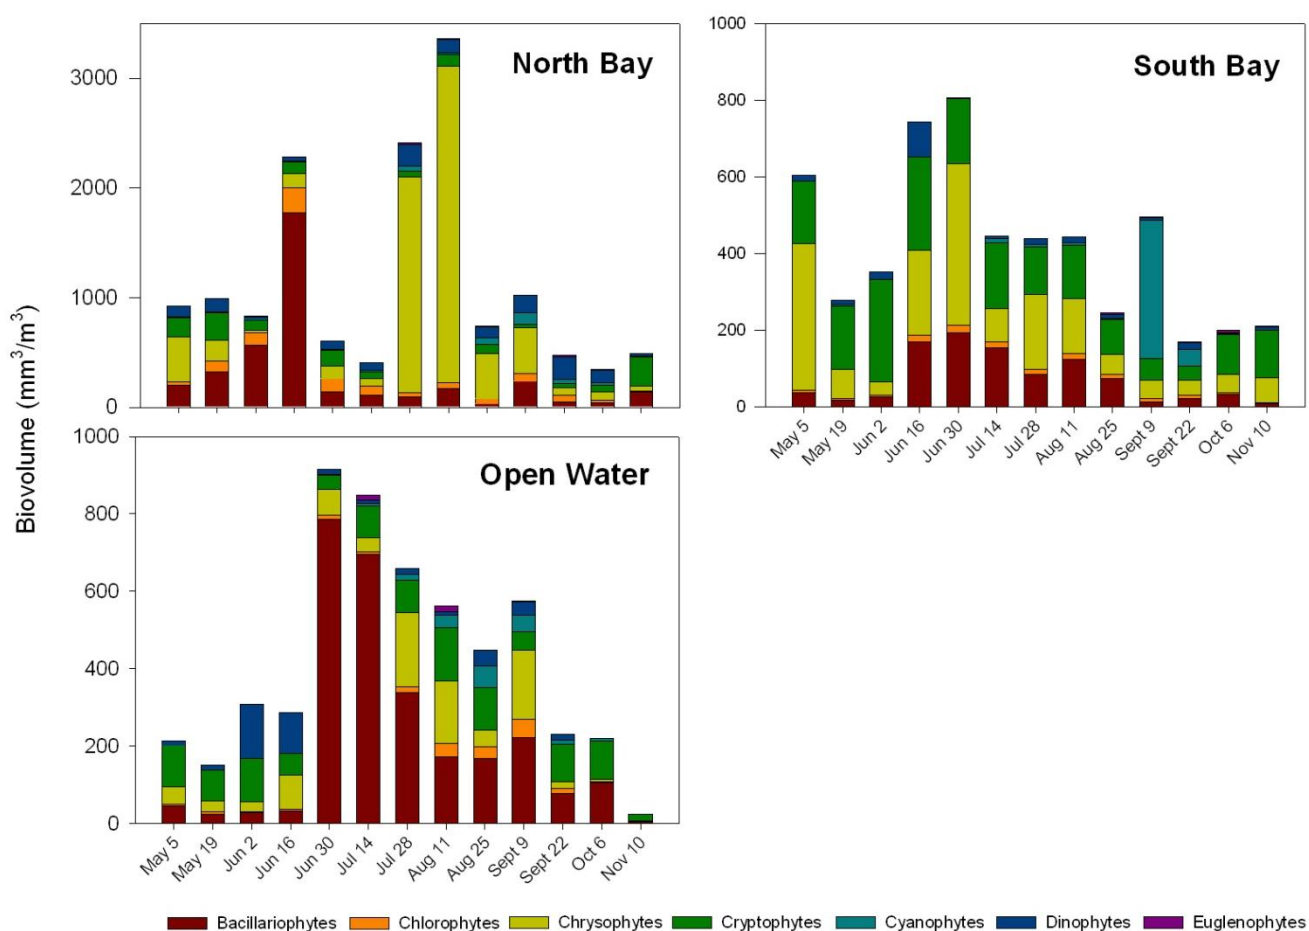 North Bay
3000
2000
1000
0
South Bay
1000
800
600
400
200
0
May 5
May 19
Jun 2
Jun 16
Jun 30
Jul 14
Jul 28
Aug 11
Aug 25
Sept 9
Sept 22
Oct 6
Nov 10
Biovolume (mm³/m³)
Open Water
1000
800
600
400
200
0
May 5
May 19
Jun 2
Jun 16
Jun 30
Jul 14
Jul 28
Aug 11
Aug 25
Sept 9
Sept 22
Oct 6
Nov 10
Bacillariophytes Chlorophytes Chrysophytes Cryptophytes Cyanophytes Dinophytes Euglenophytes